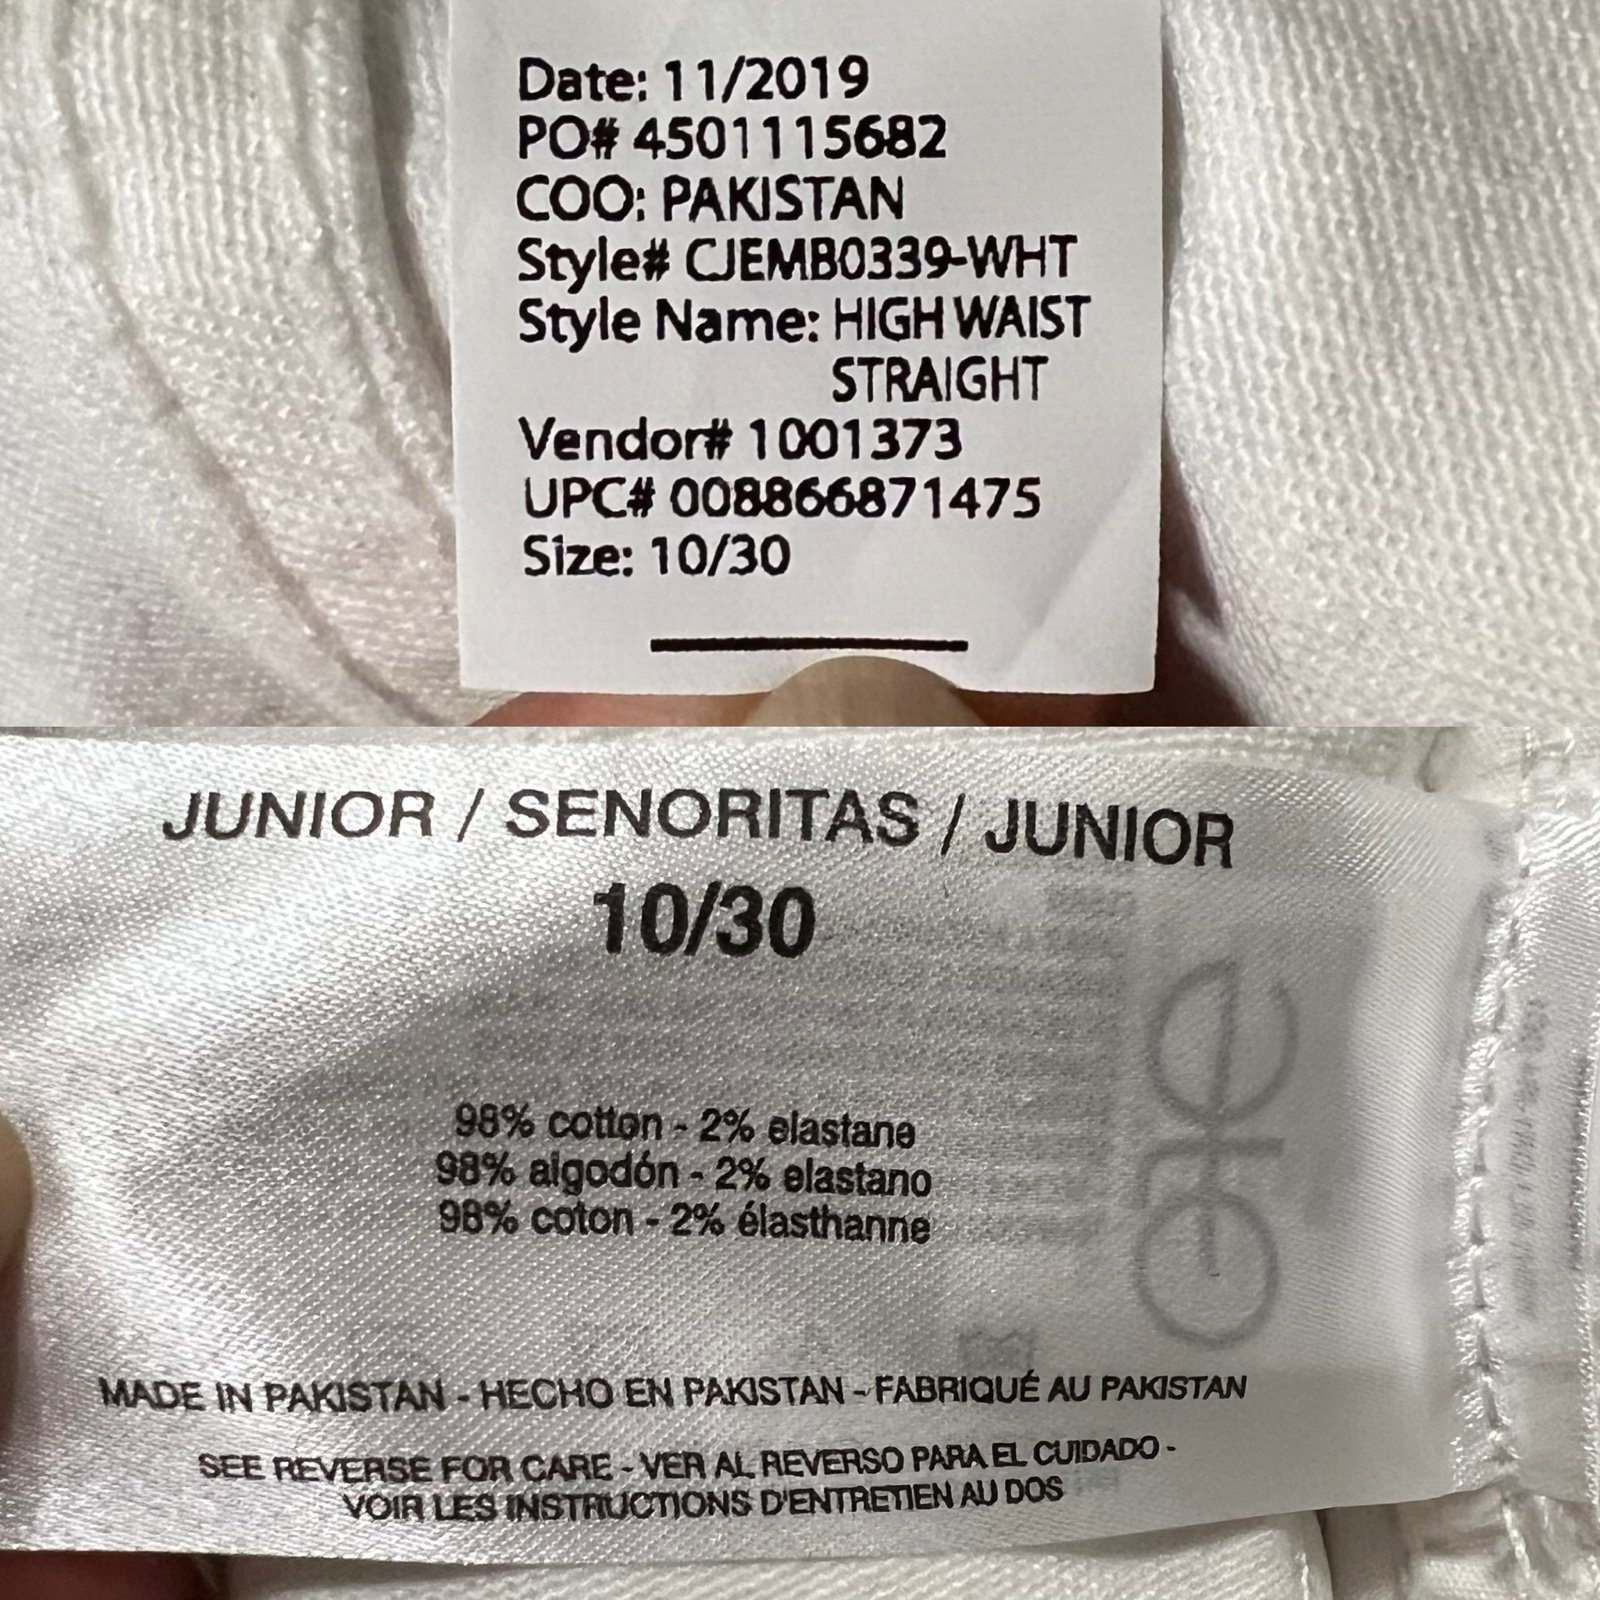 Date: 11/2019
PO# 4501115682
COO: PAKISTAN
Style# CJEMB0339-WHT
Style Name: HIGH WAIST
STRAIGHT
Vendor# 1001373
UPC# 008866871475
Size: 10/30
JUNIOR / SENORITAS / JUNIOR
10/30
98% cotton - 2% elastane
98% algodón - 2% elastano
98% coton - 2% élasthanne
MADE IN PAKISTAN - HECHO EN PAKISTAN - FABRIQUÉ AU PAKISTAN
SEE REVERSE FOR CARE - VER AL REVERSO PARA EL CUIDADO -
VOIR LES INSTRUCTIONS D'ENTRETIEN AU DOS